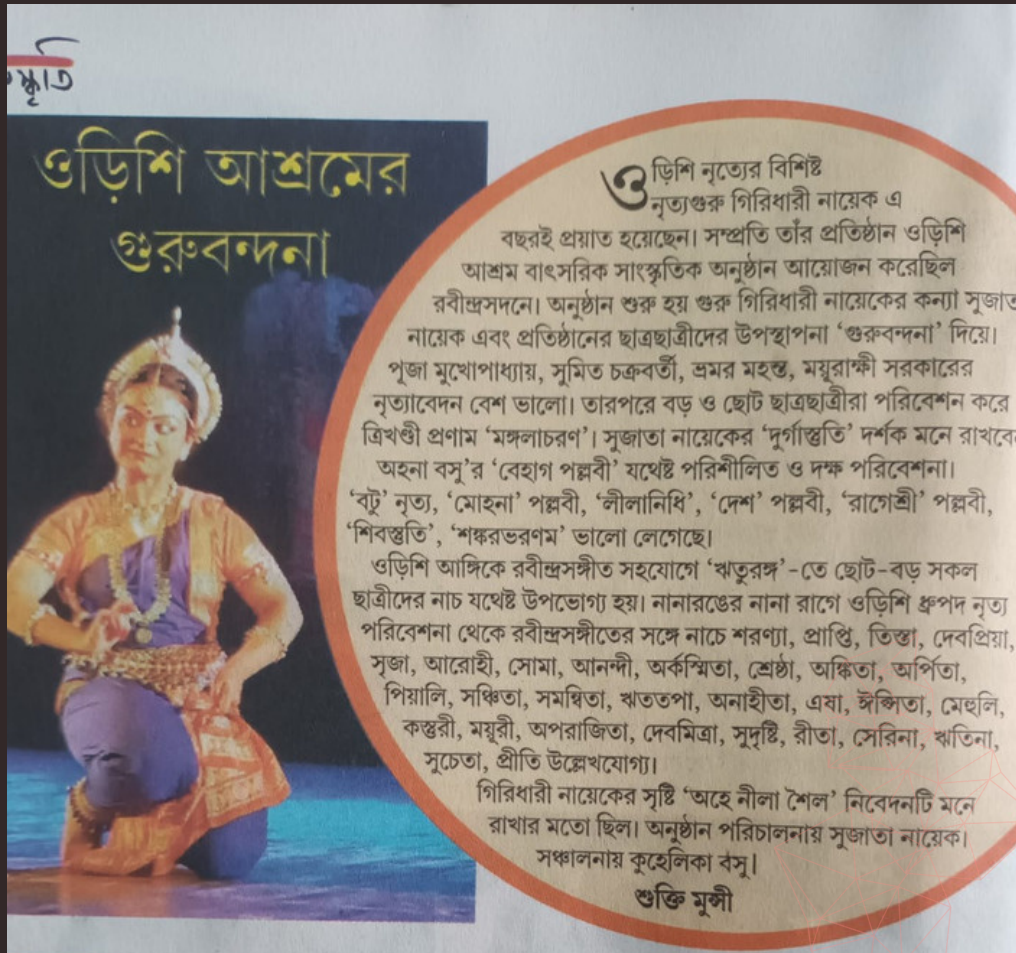 ওড়িশি আশ্রমের
গুরুবন্দনা
ওড়িশি নৃত্যের বিশিষ্ট
নৃত্যগুরু গিরিধারী নায়েক এ
বছরই প্রয়াত হয়েছেন। সম্প্রতি তাঁর প্রতিষ্ঠান ওড়িশি
আশ্রম বাৎসরিক সাংস্কৃতিক অনুষ্ঠান আয়োজন করেছিল
রবীন্দ্রসদনে। অনুষ্ঠান শুরু হয় গুরু গিরিধারী নায়েকের কন্যা
নায়েক এবং প্রতিষ্ঠানের ছাত্রছাত্রীদের উপস্থাপনা ‘গুরুবন্দনা’ দিয়ে।
পূজা মুখোপাধ্যায়, সুমিত চক্রবর্তী, ভ্রমর মহন্ত, ময়ূরাক্ষী সরকারের
নৃত্যাবেদন বেশ ভালো। তারপরে বড় ও ছোট ছাত্রছাত্রীরা পরিবেশন করে
ত্রিখণ্ডী প্রণাম ‘মঙ্গলাচরণ’। সুজাতা নায়েকের ‘দুর্গাস্তুতি’ দর্শক মনে
অহনা বসু’র ‘বেহাগ পল্লবী’ যথেষ্ট পরিশীলিত ও দক্ষ পরিবেশনা।
‘বটু’ নৃত্য, ‘মোহনা’ পল্লবী, ‘লীলানিধি’, ‘দেশ’ পল্লবী, ‘রাগেশ্রী’ পল্লবী,
‘শিবস্তুতি’, ‘শঙ্করভরণম’ ভালো লেগেছে।
ওড়িশি আঙ্গিকে রবীন্দ্রসঙ্গীত সহযোগে ‘ঋতুরঙ্গ’-তে ছোট-বড় সকল
ছাত্রীদের নাচ যথেষ্ট উপভোগ্য হয়। নানারঙের নানা রাগে ওড়িশি ধ্রুপদ নৃত্য
পরিবেশনা থেকে রবীন্দ্রসঙ্গীতের সঙ্গে নাচে শরণ্যা, প্রাপ্তি, তিস্তা, দেবপ্রিয়া,
সৃজা, আরোহী, সোমা, আনন্দী, অর্কস্মিতা, শ্রেষ্ঠা, অঙ্কিতা, অর্পিতা,
পিয়ালি, সঞ্চিতা, সমন্বিতা, ঋততপা, অনাহীতা, এষা, ঈপ্সিতা, মেহুলি,
কস্তুরী, ময়ূরী, অপরাজিতা, দেবমিত্রা, সুদৃষ্টি, রীতা, সেরিনা, ঋতিনা,
সুচেতা, প্রীতি উল্লেখযোগ্য।
গিরিধারী নায়েকের সৃষ্টি ‘অহে নীলা শৈল’ নিবেদনটি মনে
রাখার মতো ছিল। অনুষ্ঠান পরিচালনায় সুজাতা নায়েক।
সঞ্চালনায় কুহেলিকা বসু।
শুক্তি মুন্সী